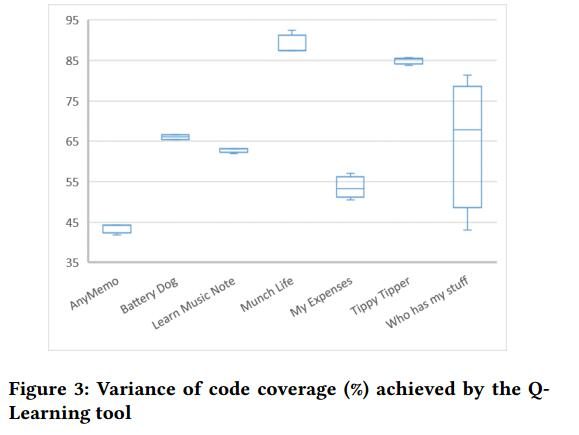 95
85
75
65
55
45
35
AnyMemo
Battery Dog
Learn Music Note
Munch Life
My Expenses
Tippy Tipper
Who has my stuff
Figure 3: Variance of code coverage (%) achieved by the Q-
Learning tool